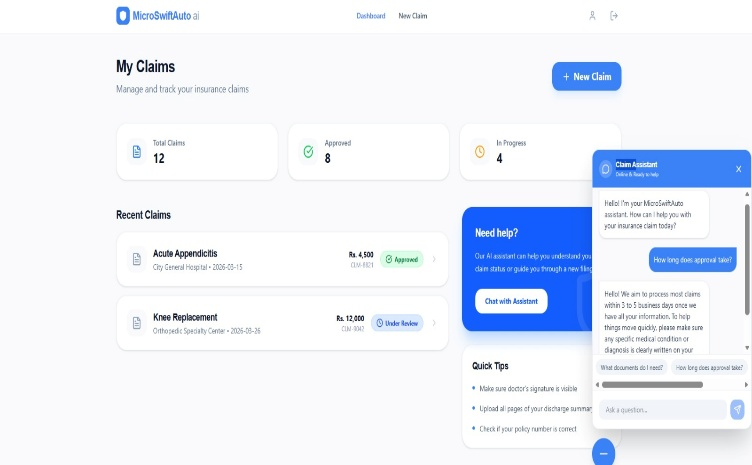 MicroSwiftAuto ai
Dashboard New Claim
My Claims
Manage and track your insurance claims
+ New Claim
Total Claims
12
Approved
8
In Progress
4
Recent Claims
Acute Appendicitis
City General Hospital • 2026-03-15
Rs. 4,500
CLM-8821
Approved
Knee Replacement
Orthopedic Specialty Center • 2026-03-26
Rs. 12,000
Under Review
Need help?
Our AI assistant can help you understand you
claim status or guide you through a new filing
Chat with Assistant
Quick Tips
Make sure doctor's signature is visible
Upload all pages of your discharge summar
Check if your policy number is correct
Claim Assistant
Online & Ready to help
X
Hello! I'm your MicroSwiftAuto
assistant. How can I help you with
your insurance claim today?
How long does approval take?
Hello! We aim to process most claims
within 3 to 5 business days once we
have all your information. To help
things move quickly, please make sure
any specific medical condition or
diagnosis is clearly written on your
What documents do I need? How long does approval take?
Ask a question...